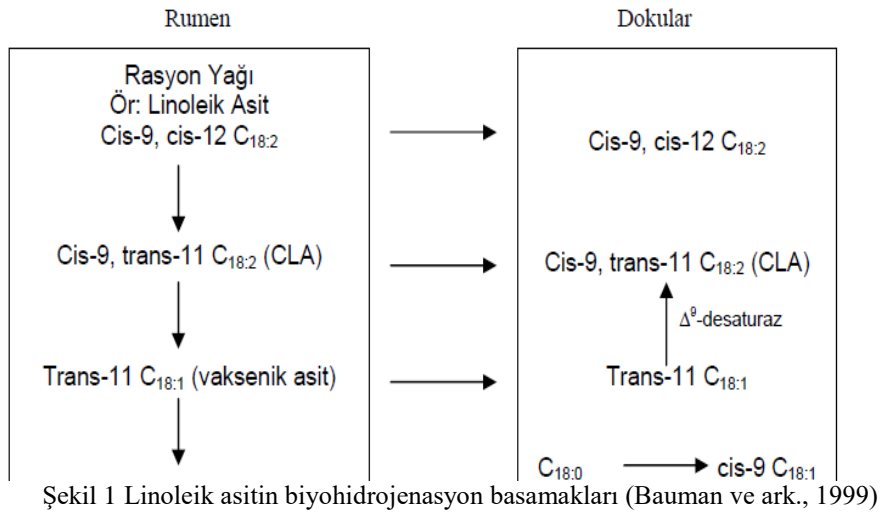 Rumen
Dokular
Rasyon Yağı
Ör: Linoleik Asit
Cis-9, cis-12 C18:2
Cis-9, cis-12 C18:2
Cis-9, trans-11 C18:2 (CLA)
Cis-9, trans-11 C18:2 (CLA)
Δ9-desaturaz
Trans-11 C18:1 (vaksenik asit)
Trans-11 C18:1
C18:0
cis-9 C18:1
Şekil 1 Linoleik asitin biyohidrojenasyon basamakları (Bauman ve ark., 1999)